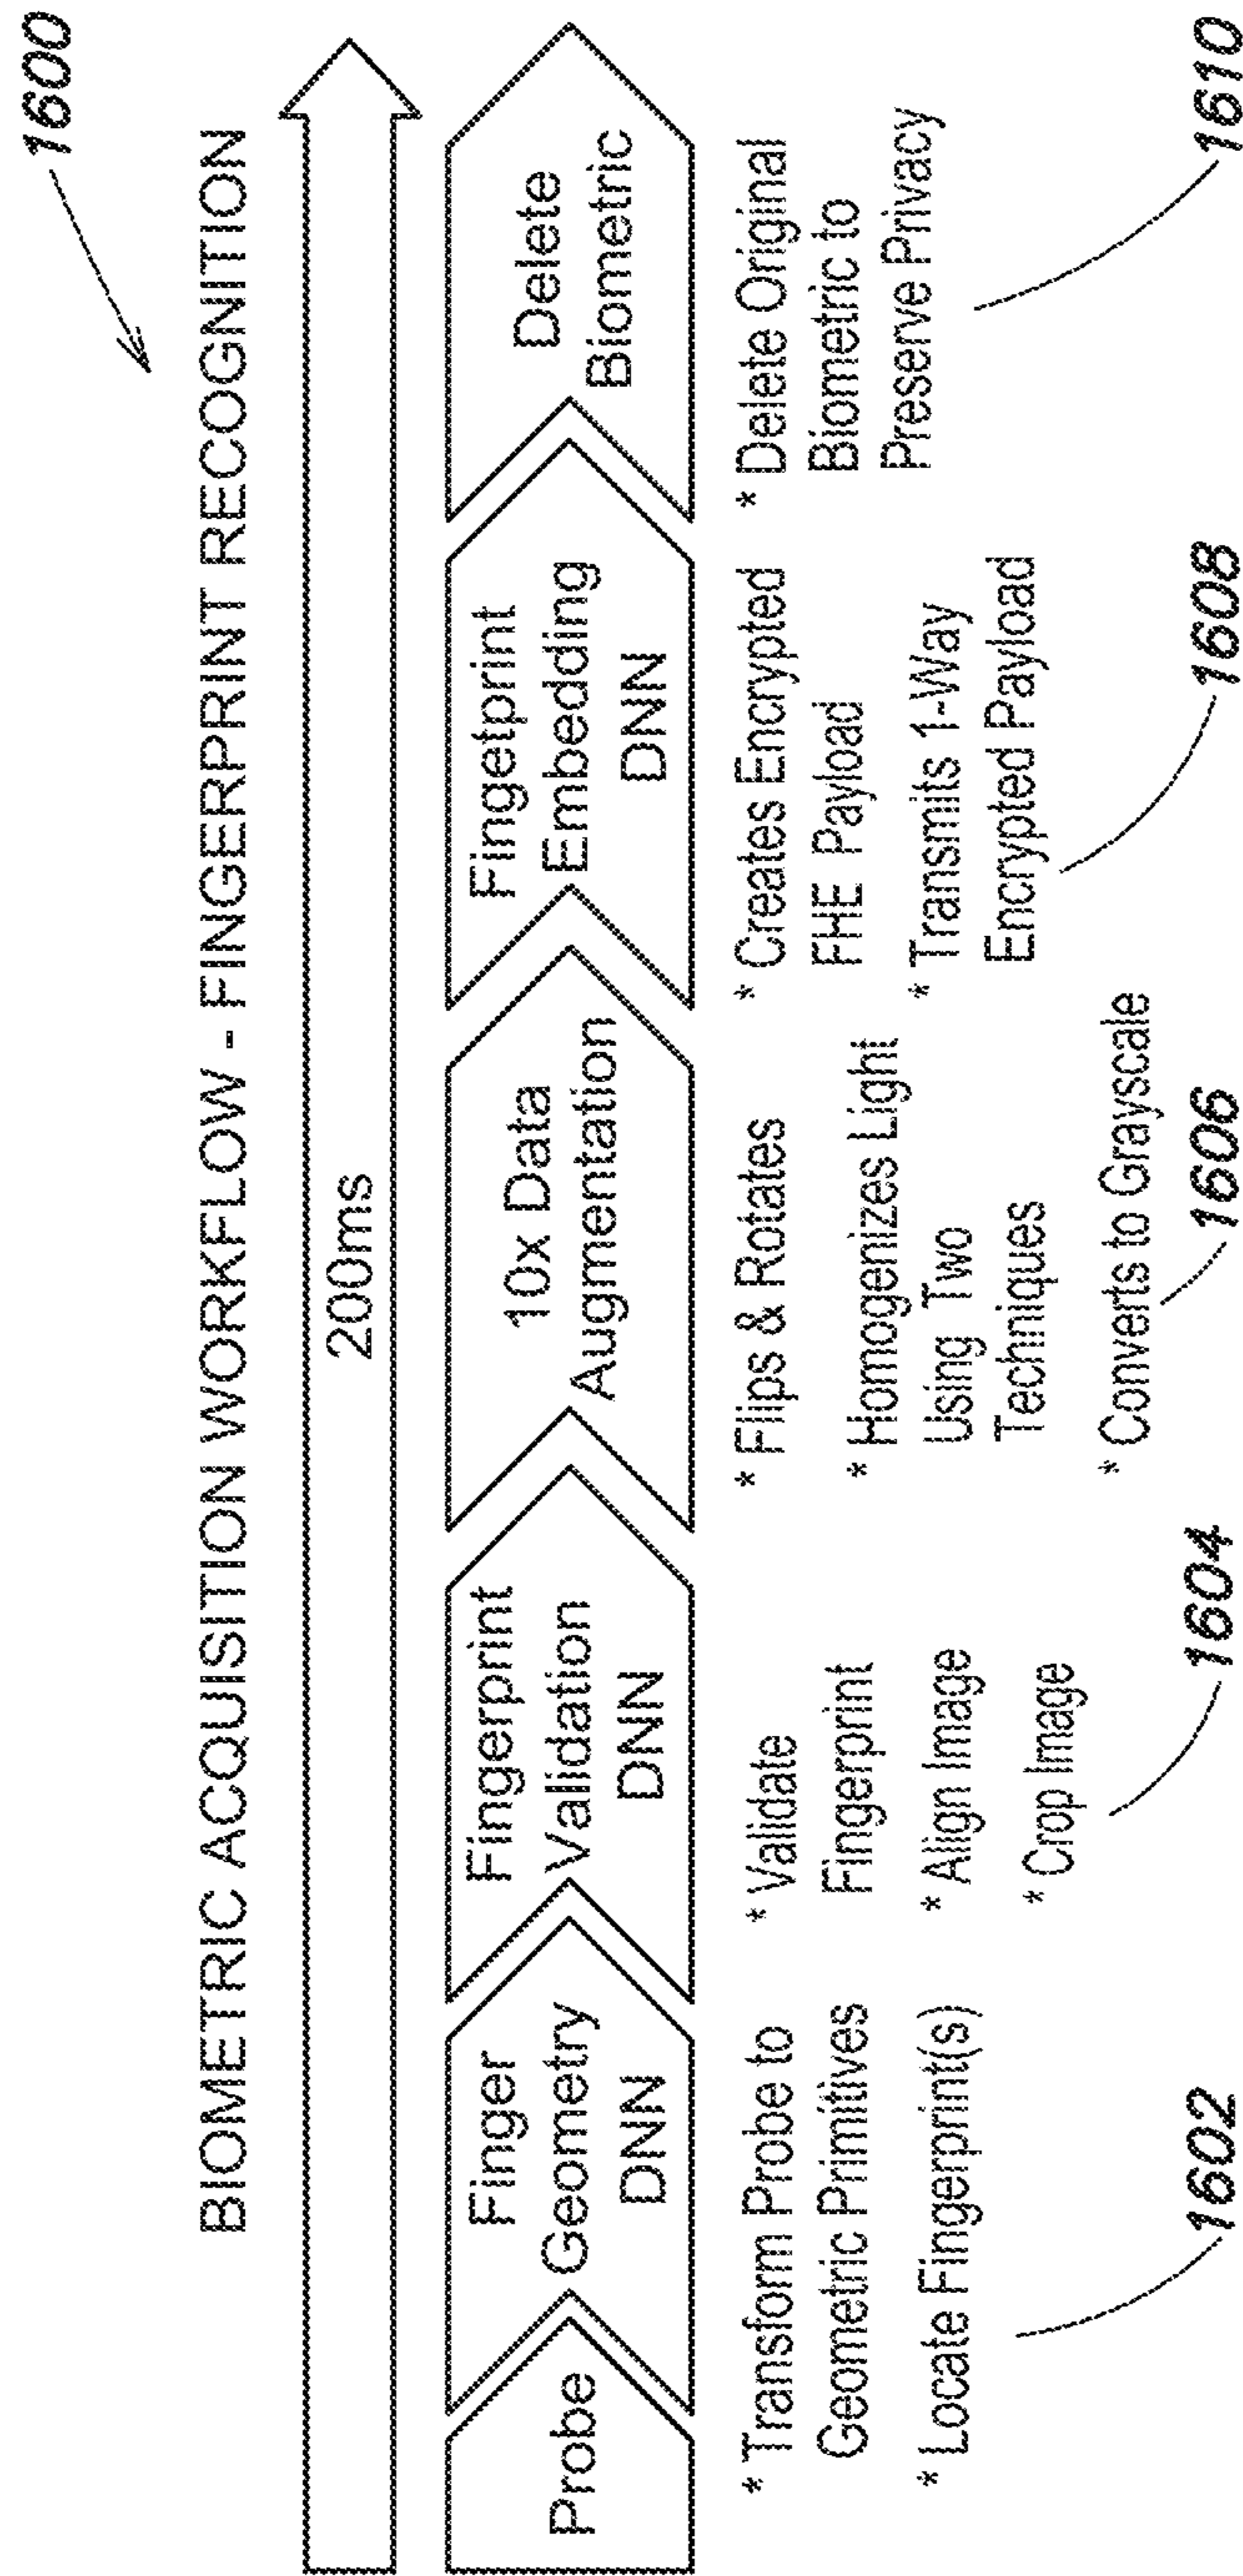 1600
BIOMETRIC ACQUISITION WORKFLOW - FINGERPRINT RECOGNITION
200ms
Probe
Finger
Geometry
DNN
Fingerprint
Validation
DNN
10x Data
Augmentation
Fingetprint
Embedding
DNN
Delete
Biometric
* Transform Probe to
Geometric Primitives
* Locate Fingerprint(s)
1602
* Validate
Fingerprint
* Align Image
* Crop Image
1604
* Flips & Rotates
* Homogenizes Light
Using Two
Techniques
* Converts to Grayscale
1606
* Creates Encrypted
FHE Payload
* Transmits 1-Way
Encrypted Payload
1608
* Delete Original
Biometric to
Preserve Privacy
1610